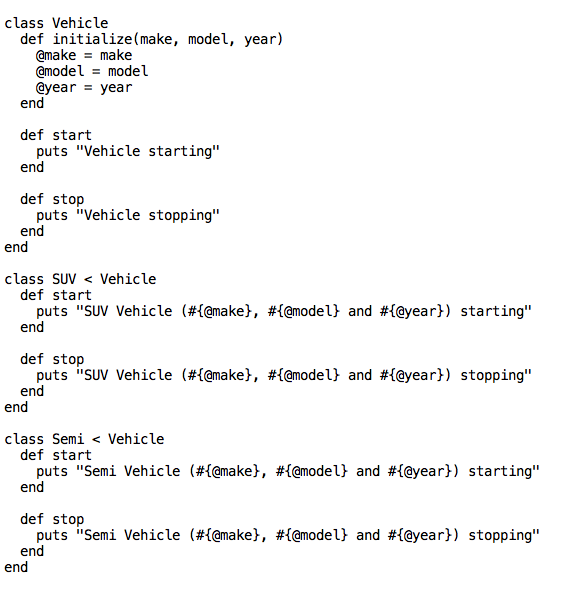 class Vehicle
  def initialize(make, model, year)
    @make = make
    @model = model
    @year = year
  end

  def start
    puts "Vehicle starting"
  end

  def stop
    puts "Vehicle stopping"
  end
end

class SUV < Vehicle
  def start
    puts "SUV Vehicle (#{@make}, #{@model} and #{@year}) starting"
  end

  def stop
    puts "SUV Vehicle (#{@make}, #{@model} and #{@year}) stopping"
  end
end

class Semi < Vehicle
  def start
    puts "Semi Vehicle (#{@make}, #{@model} and #{@year}) starting"
  end

  def stop
    puts "Semi Vehicle (#{@make}, #{@model} and #{@year}) stopping"
  end
end